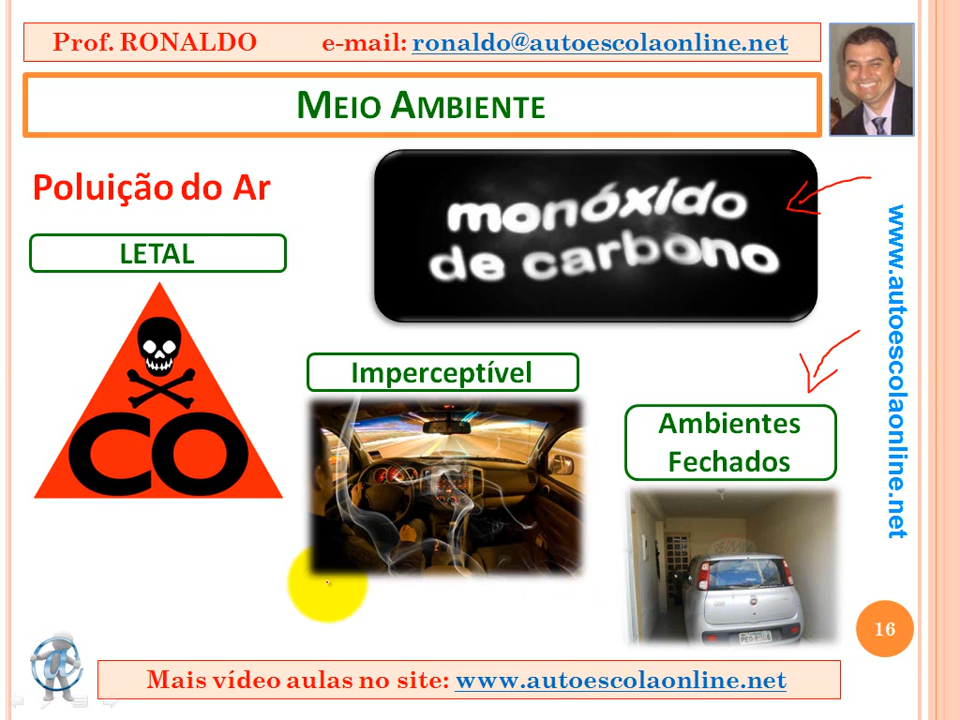 Prof. RONALDO e-mail: ronaldo@autoescolaonline.net
MEIO AMBIENTE
Poluição do Ar
monóxido
de carbono
LETAL
CO
Imperceptível
Ambientes
Fechados
www.autoescolaonline.net
16
Mais vídeo aulas no site: www.autoescolaonline.net